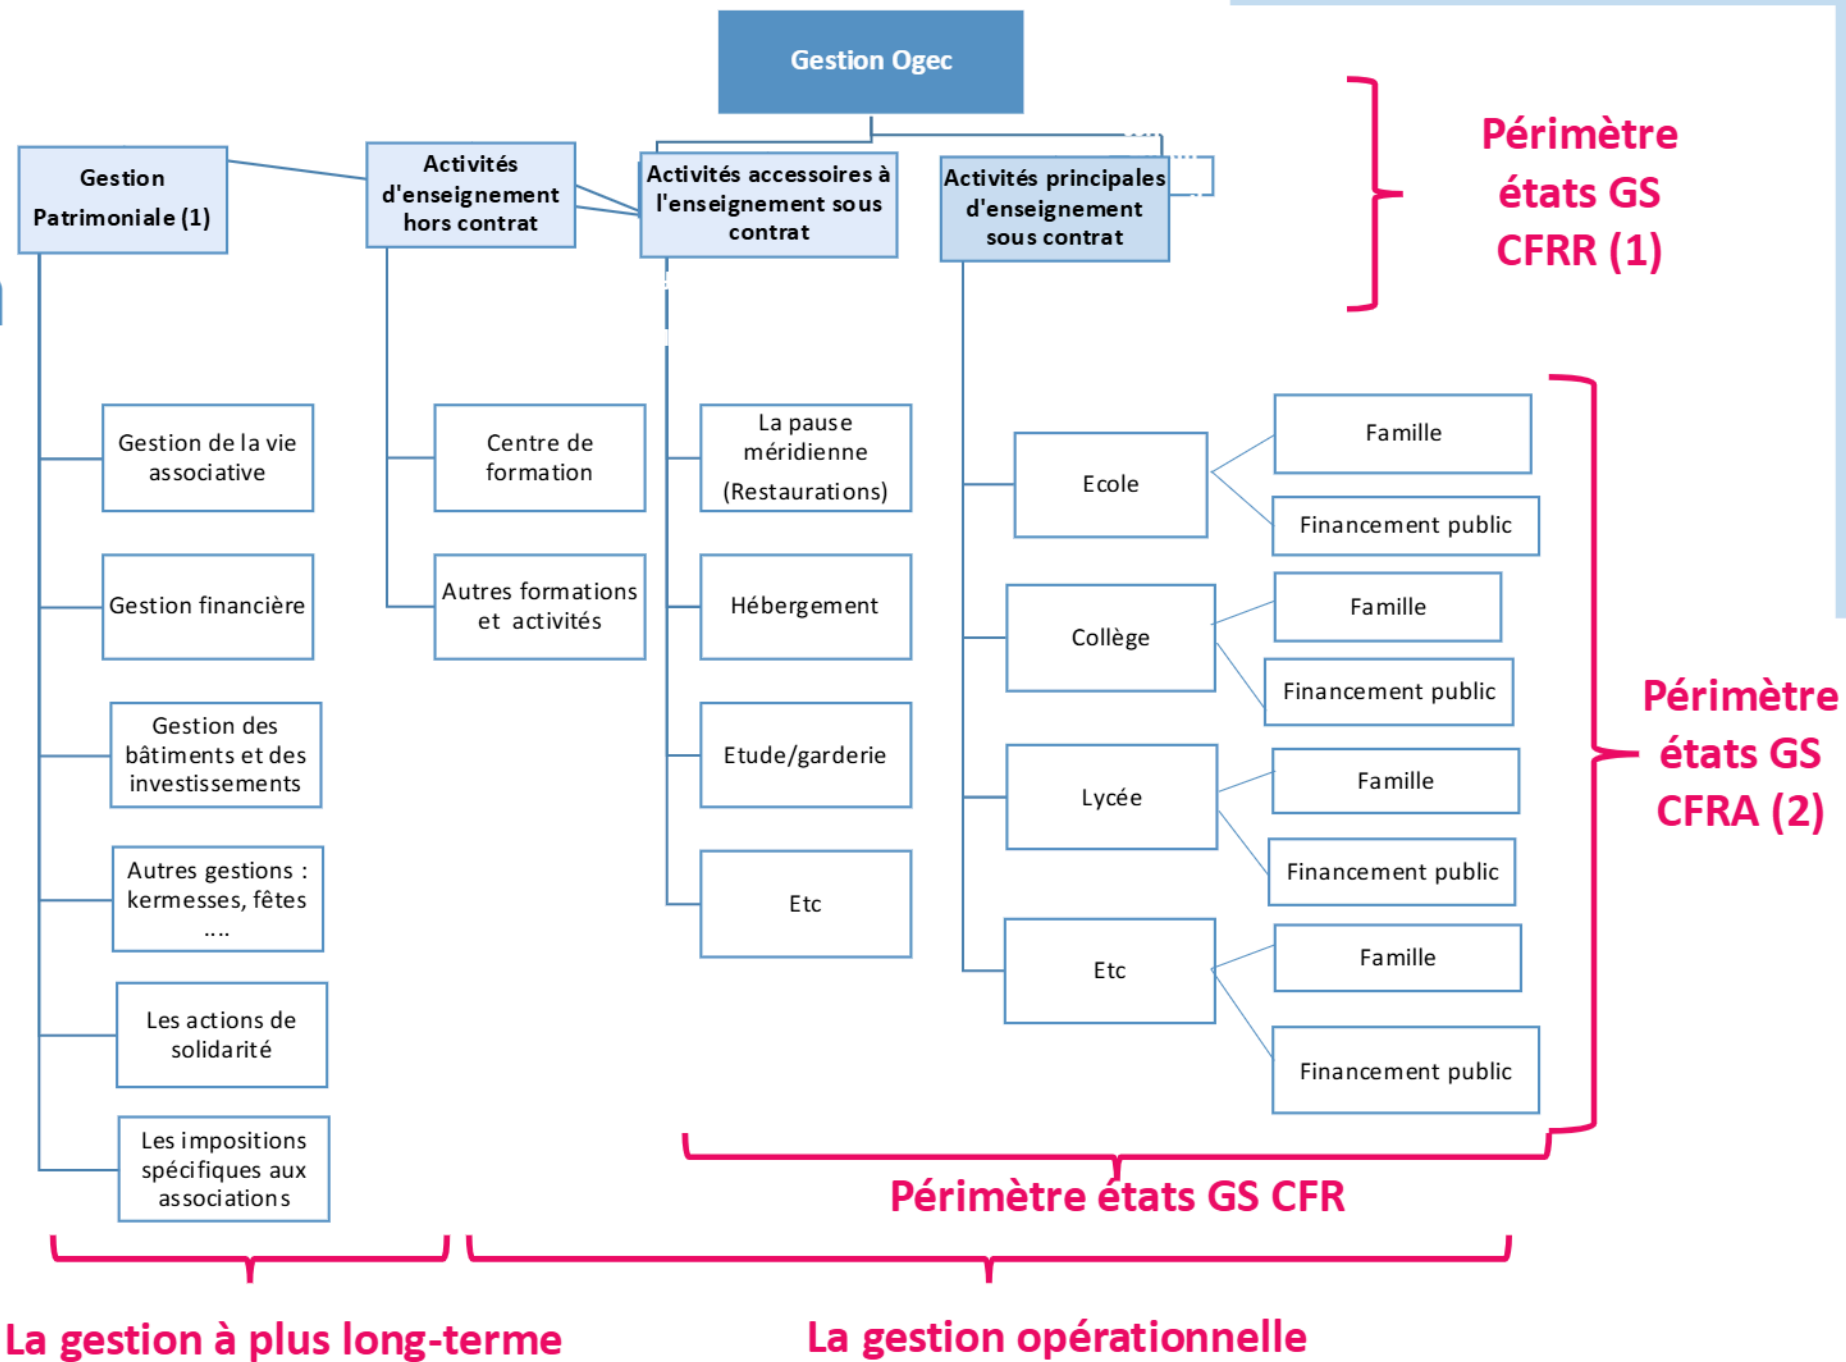 Gestion Ogec
Périmètre
états GS
CFRR (1)
Gestion
Patrimoniale (1)
Activités
d'enseignement
hors contrat
Activités accessoires à
l'enseignement sous
contrat
Activités principales
d'enseignement
sous contrat
Gestion de la vie
associative
Gestion financière
Gestion des
bâtiments et des
investissements
Autres gestions :
kermesses, fêtes
....
Les actions de
solidarité
Les impositions
spécifiques aux
associations
Centre de
formation
Autres formations
et activités
La pause
méridienne
(Restaurations)
Hébergement
Etude/garderie
Etc
Ecole
Famille
Financement public
Collège
Famille
Financement public
Lycée
Famille
Financement public
Etc
Famille
Financement public
Périmètre
états GS
CFRA (2)
Périmètre états GS CFR
La gestion à plus long-terme
La gestion opérationnelle